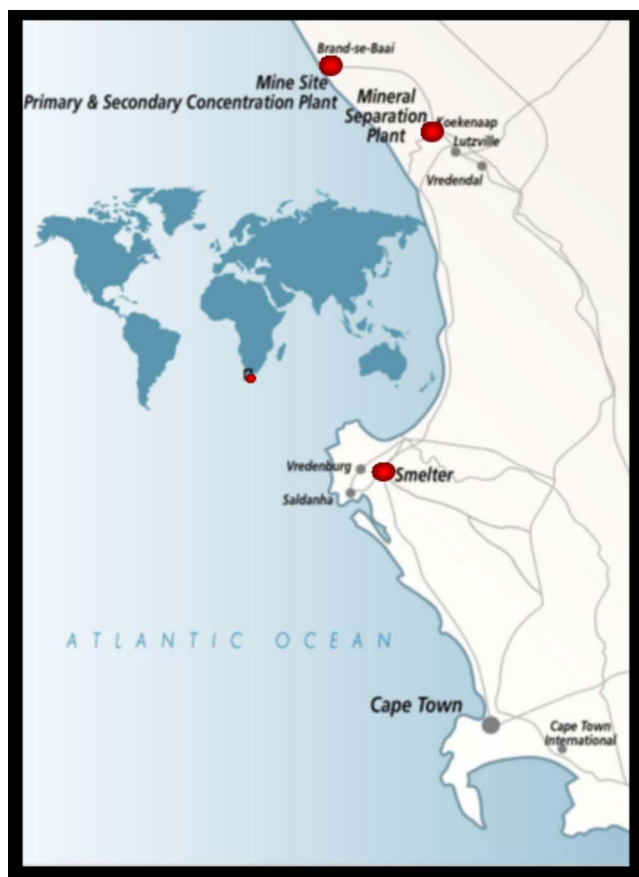 Brand-se-Baai
Mine Site
Primary & Secondary Concentration Plant
Mineral
Separation
Plant
Koekenaap
Lutzville
Vredendal
Vredenburg
Smelter
Saldanha
ATLANTIC OCEAN
Cape Town
Cape Town
International